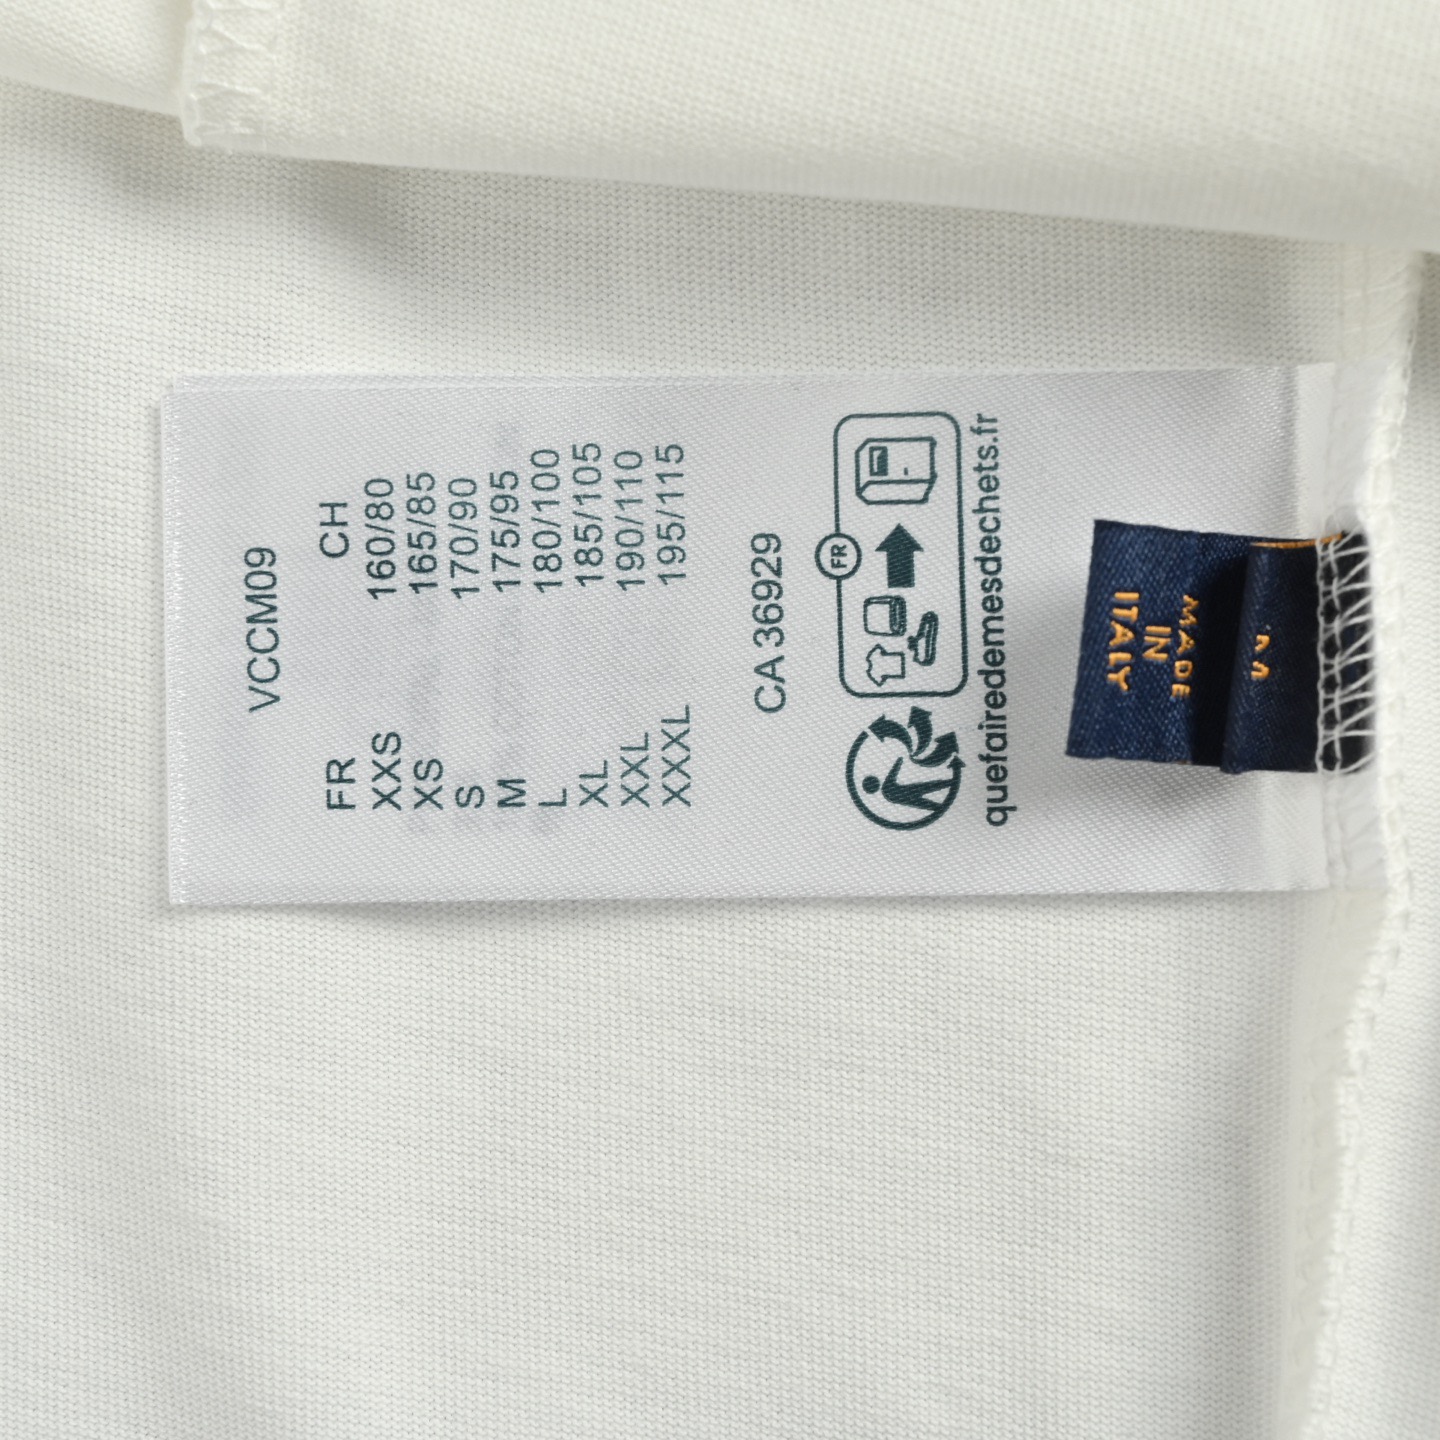 VCCM09
FR CH
XXS 160/80
XS 165/85
S 170/90
M 175/95
L 180/100
XL 185/105
XXL 190/110
XXXL 195/115
CA 36929
FR
quefairedemesdechets.fr
MADE
IN
ITALY